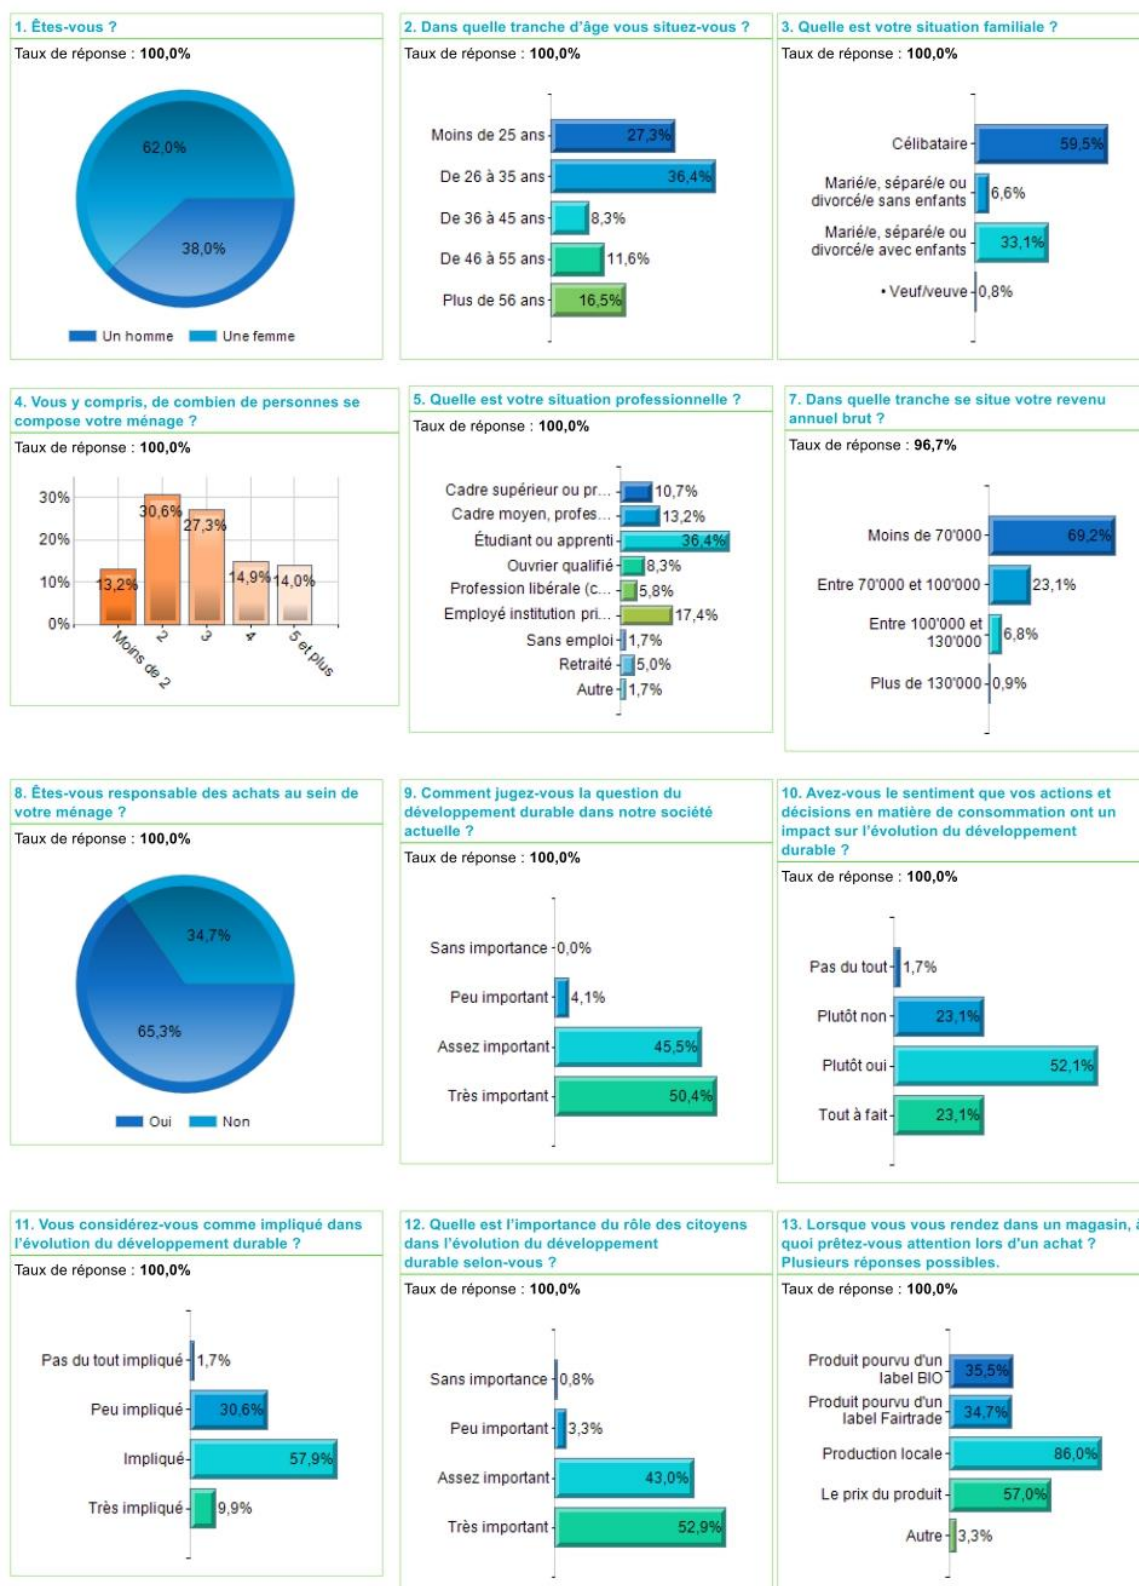 1. Êtes-vous ?
Taux de réponse : 100,0%
62,0%
38,0%
Un homme Une femme
2. Dans quelle tranche d'âge vous situez-vous ?
Taux de réponse : 100,0%
Moins de 25 ans 27,3%
De 26 à 35 ans 36,4%
De 36 à 45 ans 8,3%
De 46 à 55 ans 11,6%
Plus de 56 ans 16,5%
3. Quelle est votre situation familiale ?
Taux de réponse : 100,0%
Célibataire 59,5%
Marié/e, séparé/e ou
divorcé/e sans enfants 6,6%
Marié/e, séparé/e ou
divorcé/e avec enfants 33,1%
• Veuf/veuve 0,8%
4. Vous y compris, de combien de personnes se
compose votre ménage ?
Taux de réponse : 100,0%
30%
20%
10%
0%
13,2% 30,6% 27,3% 14,9% 14,0%
Moins de 2 2 3 4 5 et plus
5. Quelle est votre situation professionnelle ?
Taux de réponse : 100,0%
Cadre supérieur ou pr... 10,7%
Cadre moyen, profes... 13,2%
Étudiant ou apprenti 36,4%
Ouvrier qualifié 8,3%
Profession libérale (c... 5,8%
Employé institution pri... 17,4%
Sans emploi 1,7%
Retraité 5,0%
Autre 1,7%
7. Dans quelle tranche se situe votre revenu
annuel brut ?
Taux de réponse : 96,7%
Moins de 70'000 69,2%
Entre 70'000 et 100'000 23,1%
Entre 100'000 et
130'000 6,8%
Plus de 130'000 0,9%
8. Êtes-vous responsable des achats au sein de
votre ménage ?
Taux de réponse : 100,0%
34,7%
65,3%
Oui Non
9. Comment jugez-vous la question du
développement durable dans notre société
actuelle ?
Taux de réponse : 100,0%
Sans importance 0,0%
Peu important 4,1%
Assez important 45,5%
Très important 50,4%
10. Avez-vous le sentiment que vos actions et
décisions en matière de consommation ont un
impact sur l'évolution du développement
durable ?
Taux de réponse : 100,0%
Pas du tout 1,7%
Plutôt non 23,1%
Plutôt oui 52,1%
Tout à fait 23,1%
11. Vous considérez-vous comme impliqué dans
l'évolution du développement durable ?
Taux de réponse : 100,0%
Pas du tout impliqué 1,7%
Peu impliqué 30,6%
Impliqué 57,9%
Très impliqué 9,9%
12. Quelle est l'importance du rôle des citoyens
dans l'évolution du développement
durable selon-vous ?
Taux de réponse : 100,0%
Sans importance 0,8%
Peu important 3,3%
Assez important 43,0%
Très important 52,9%
13. Lorsque vous vous rendez dans un magasin, à
quoi prêtez-vous attention lors d'un achat ?
Plusieurs réponses possibles.
Taux de réponse : 100,0%
Produit pourvu d'un
label BIO 35,5%
Produit pourvu d'un
label Fairtrade 34,7%
Production locale 86,0%
Le prix du produit 57,0%
Autre 3,3%